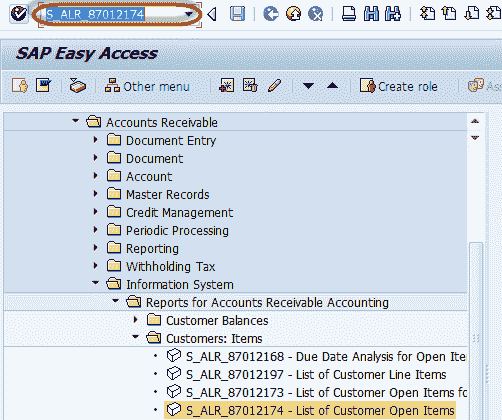 S_ALR_87012174
SAP Easy Access
Other menu
Create role
Accounts Receivable
Document Entry
Document
Account
Master Records
Credit Management
Periodic Processing
Reporting
Withholding Tax
Information System
Reports for Accounts Receivable Accounting
Customer Balances
Customers: Items
S_ALR_87012168 - Due Date Analysis for Open Ite
S_ALR_87012197 - List of Customer Line Items
S_ALR_87012173 - List of Customer Open Items fo
S_ALR_87012174 - List of Customer Open Items